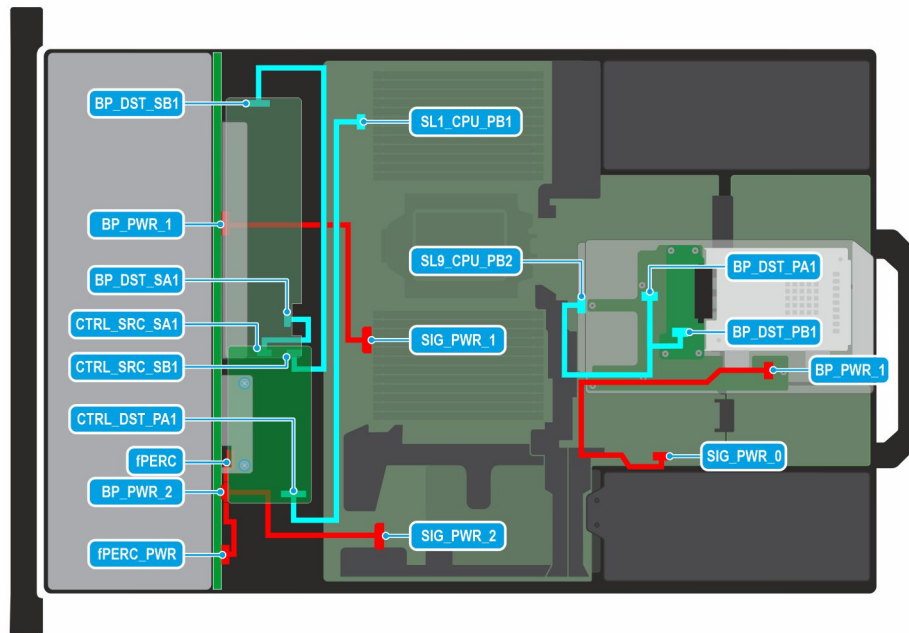 BP_DST_SB1
SL1_CPU_PB1
BP_PWR_1
SL9_CPU_PB2
BP_DST_PA1
BP_DST_SA1
CTRL_SRC_SA1
SIG_PWR_1
BP_DST_PB1
CTRL_SRC_SB1
BP_PWR_1
CTRL_DST_PA1
fPERC
SIG_PWR_0
BP_PWR_2
SIG_PWR_2
fPERC_PWR